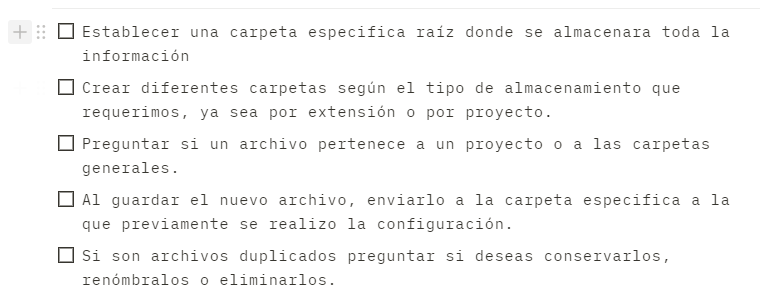 Establecer una carpeta especifica raíz donde se almacenara toda la
información
Crear diferentes carpetas según el tipo de almacenamiento que
requerimos, ya sea por extensión o por proyecto.
Preguntar si un archivo pertenece a un proyecto o a las carpetas
generales.
Al guardar el nuevo archivo, enviarlo a la carpeta especifica a la
que previamente se realizo la configuración.
Si son archivos duplicados preguntar si deseas conservarlos,
renómbralos o eliminarlos.